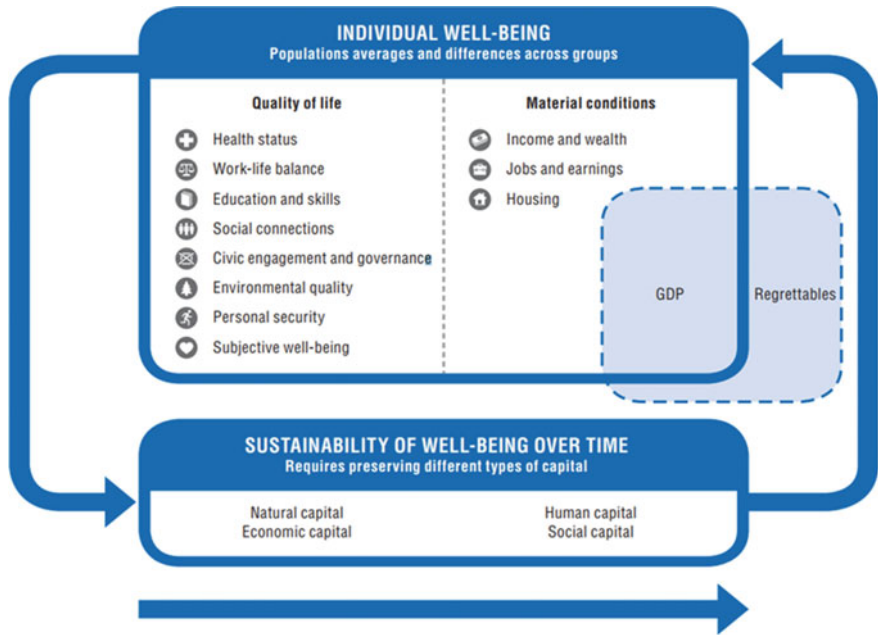 INDIVIDUAL WELL-BEING
Populations averages and differences across groups
Quality of life
Health status
Work-life balance
Education and skills
Social connections
Civic engagement and governance
Environmental quality
Personal security
Subjective well-being
Material conditions
Income and wealth
Jobs and earnings
Housing
GDP
Regrettables
SUSTAINABILITY OF WELL-BEING OVER TIME
Requires preserving different types of capital
Natural capital
Economic capital
Human capital
Social capital